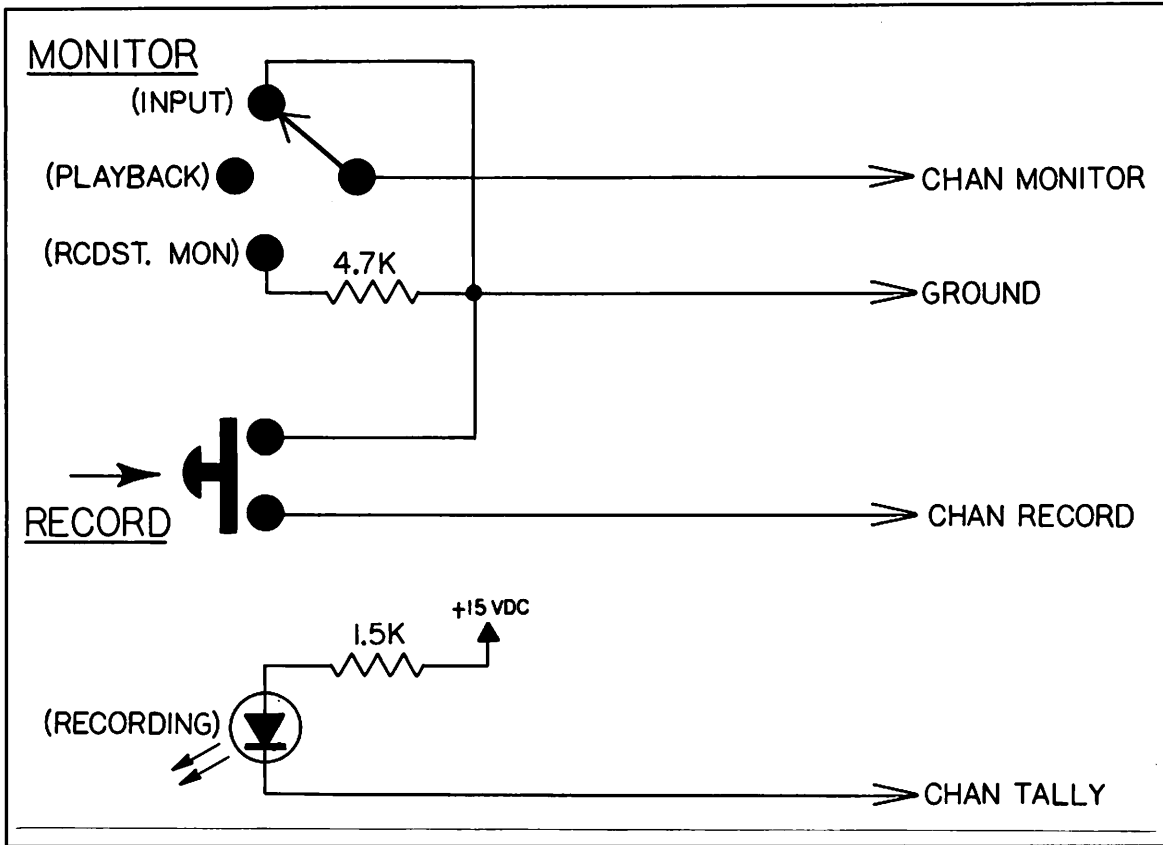 MONITOR
(INPUT)
(PLAYBACK)
CHAN MONITOR
(RCDST. MON)
4.7K
GROUND
RECORD
CHAN RECORD
+15 VDC
1.5K
(RECORDING)
CHAN TALLY